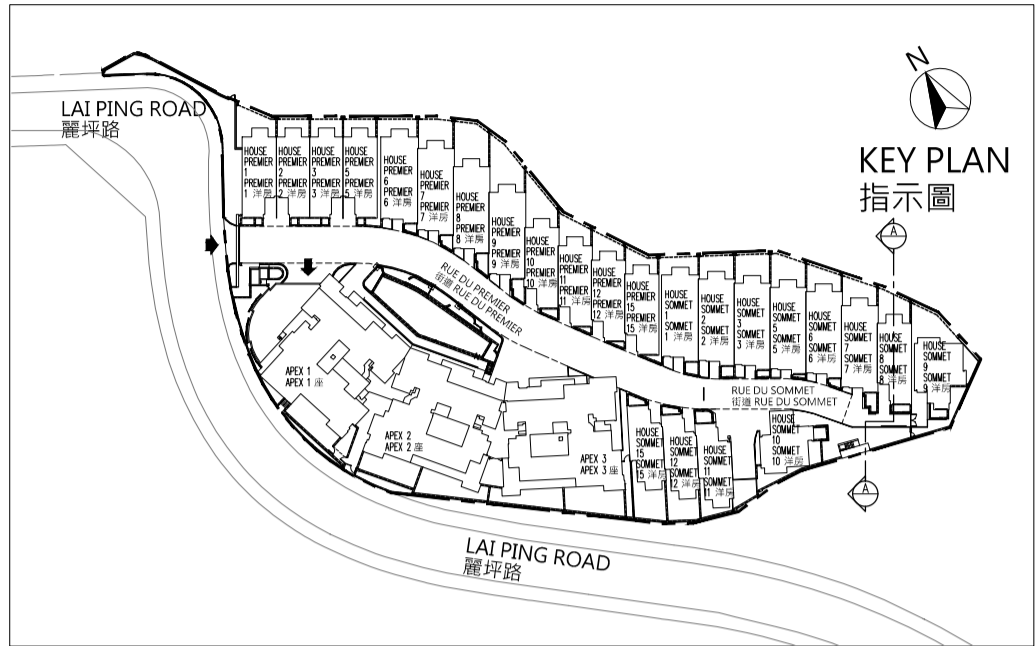 N
KEY PLAN
指示圖
LAI PING ROAD
麗坪路
HOUSE
PREMIER
1
PREMIER
1 洋房
HOUSE
PREMIER
2
PREMIER
2 洋房
HOUSE
PREMIER
3
PREMIER
3 洋房
HOUSE
PREMIER
5
PREMIER
5 洋房
HOUSE
PREMIER
6
PREMIER
6 洋房
HOUSE
PREMIER
7
PREMIER
7 洋房
HOUSE
PREMIER
8
PREMIER
8 洋房
HOUSE
PREMIER
9
PREMIER
9 洋房
HOUSE
PREMIER
10
PREMIER
10 洋房
HOUSE
PREMIER
11
PREMIER
11 洋房
HOUSE
PREMIER
12
PREMIER
12 洋房
HOUSE
PREMIER
15
PREMIER
15 洋房
HOUSE
SOMMET
1
SOMMET
1 洋房
HOUSE
SOMMET
2
SOMMET
2 洋房
HOUSE
SOMMET
3
SOMMET
3 洋房
HOUSE
SOMMET
5
SOMMET
5 洋房
HOUSE
SOMMET
6
SOMMET
6 洋房
HOUSE
SOMMET
7
SOMMET
7 洋房
HOUSE
SOMMET
8
SOMMET
8 洋房
HOUSE
SOMMET
9
SOMMET
9 洋房
A
RUE DU PREMIER
街道 RUE DU PREMIER
RUE DU SOMMET
街道 RUE DU SOMMET
APEX 1
APEX 1 座
APEX 2
APEX 2 座
APEX 3
APEX 3 座
HOUSE
SOMMET
15
SOMMET
15 洋房
HOUSE
SOMMET
12
SOMMET
12 洋房
HOUSE
SOMMET
11
SOMMET
11 洋房
HOUSE
SOMMET
10
SOMMET
10 洋房
A
LAI PING ROAD
麗坪路